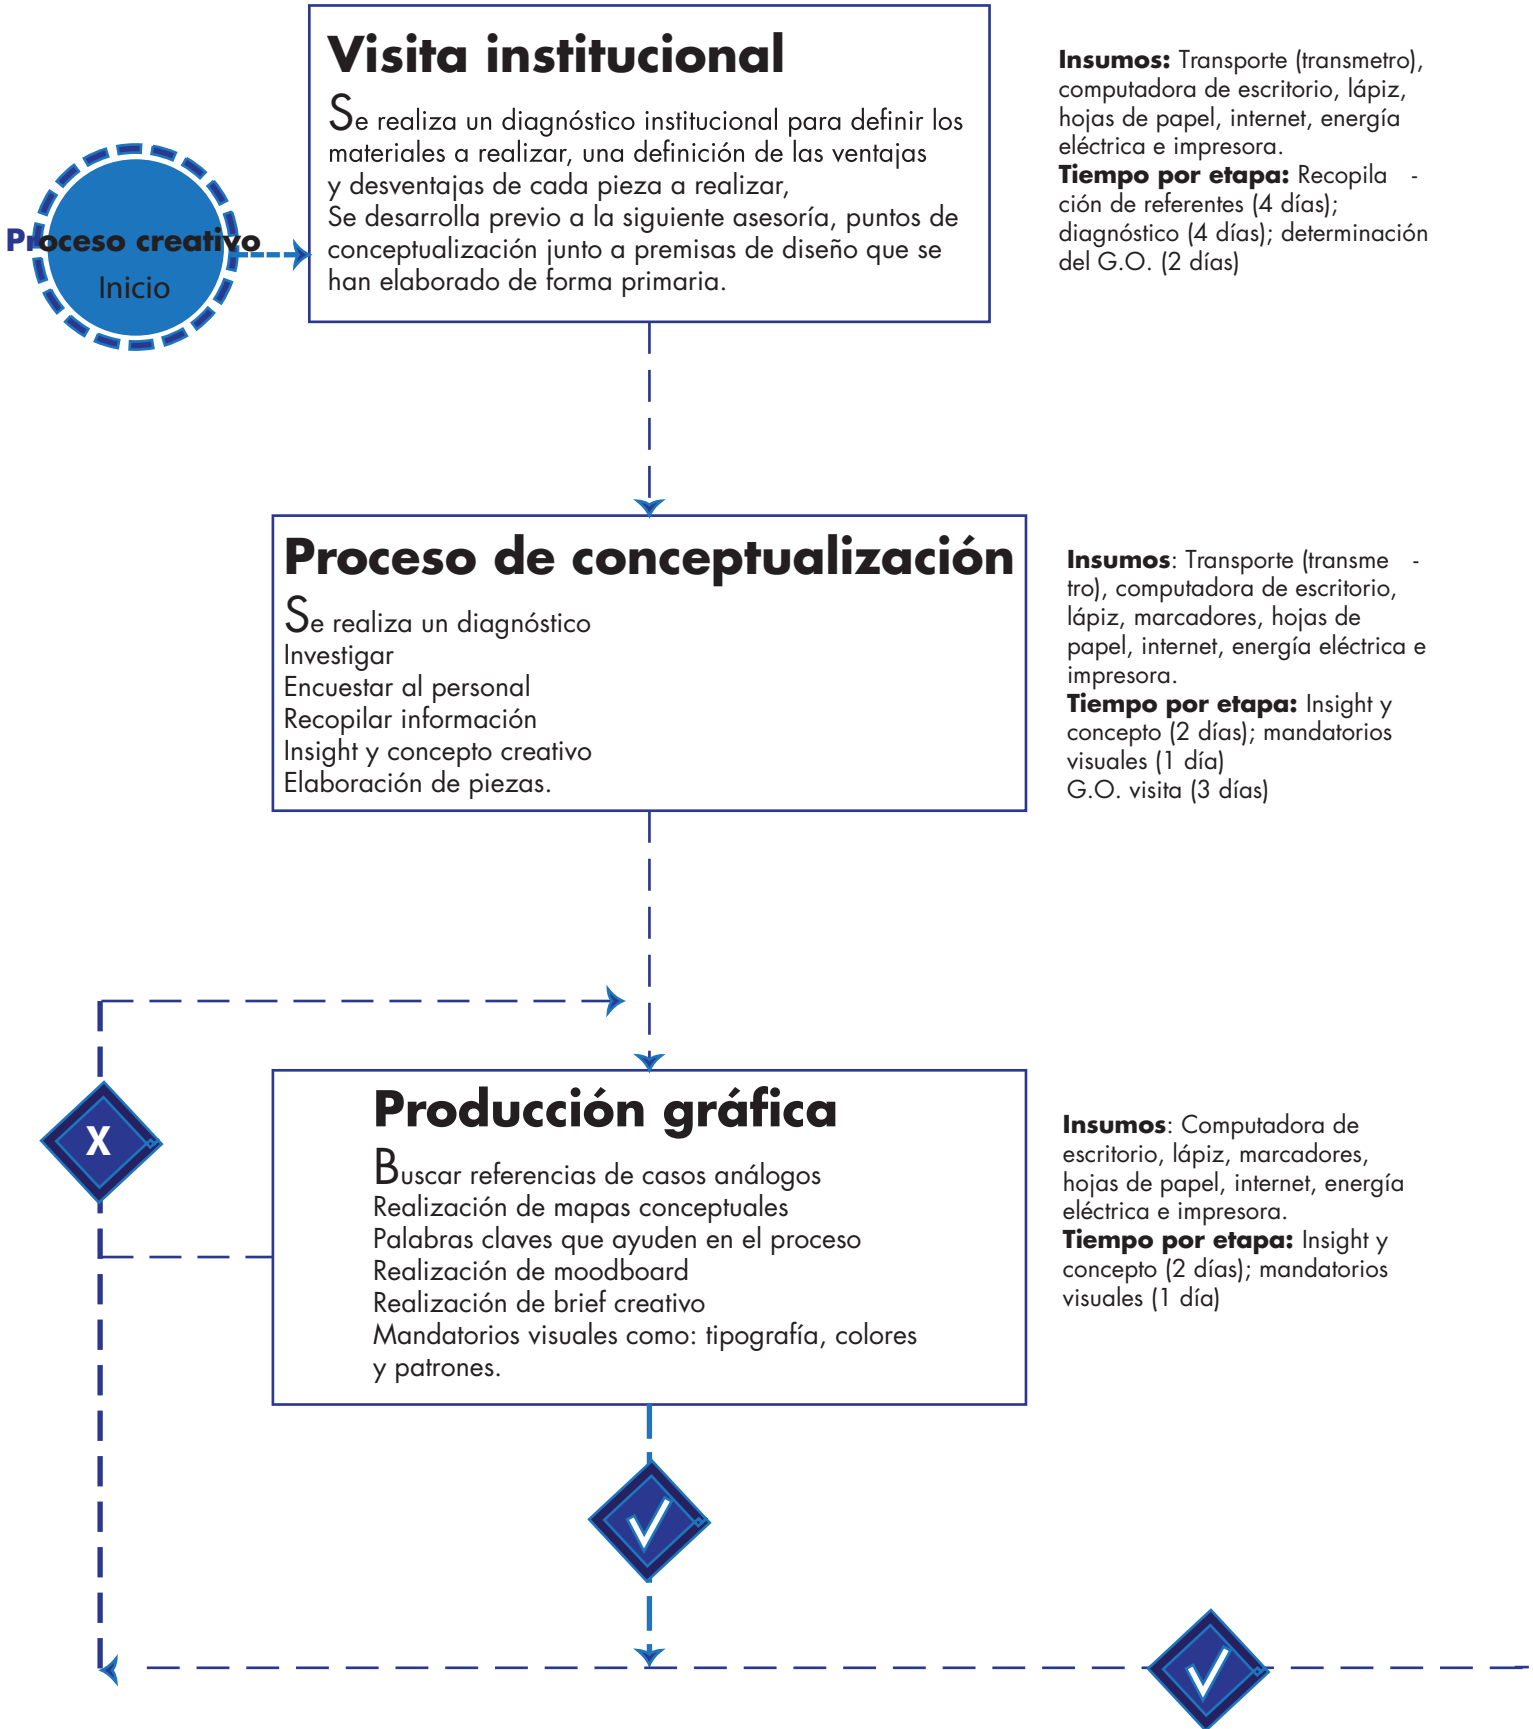 Proceso creativo
Inicio
Visita institucional
Se realiza un diagnóstico institucional para definir los
materiales a realizar, una definición de las ventajas
y desventajas de cada pieza a realizar,
Se desarrolla previo a la siguiente asesoría, puntos de
conceptualización junto a premisas de diseño que se
han elaborado de forma primaria.
Insumos: Transporte (transmetro),
computadora de escritorio, lápiz,
hojas de papel, internet, energía
eléctrica e impresora.
Tiempo por etapa: Recopila -
ción de referentes (4 días);
diagnóstico (4 días); determinación
del G.O. (2 días)
Proceso de conceptualización
Se realiza un diagnóstico
Investigar
Encuestar al personal
Recopilar información
Insight y concepto creativo
Elaboración de piezas.
Insumos: Transporte (transme -
tro), computadora de escritorio,
lápiz, marcadores, hojas de
papel, internet, energía eléctrica e
impresora.
Tiempo por etapa: Insight y
concepto (2 días); mandatorios
visuales (1 día)
G.O. visita (3 días)
X
Producción gráfica
Buscar referencias de casos análogos
Realización de mapas conceptuales
Palabras claves que ayuden en el proceso
Realización de moodboard
Realización de brief creativo
Mandatorios visuales como: tipografía, colores
y patrones.
Insumos: Computadora de
escritorio, lápiz, marcadores,
hojas de papel, internet, energía
eléctrica e impresora.
Tiempo por etapa: Insight y
concepto (2 días); mandatorios
visuales (1 día)